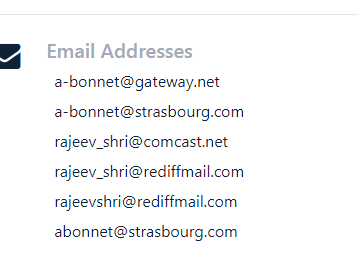 Email Addresses
a-bonnet@gateway.net
a-bonnet@strasbourg.com
rajeev_shri@comcast.net
rajeev_shri@rediffmail.com
rajeevshri@rediffmail.com
abonnet@strasbourg.com